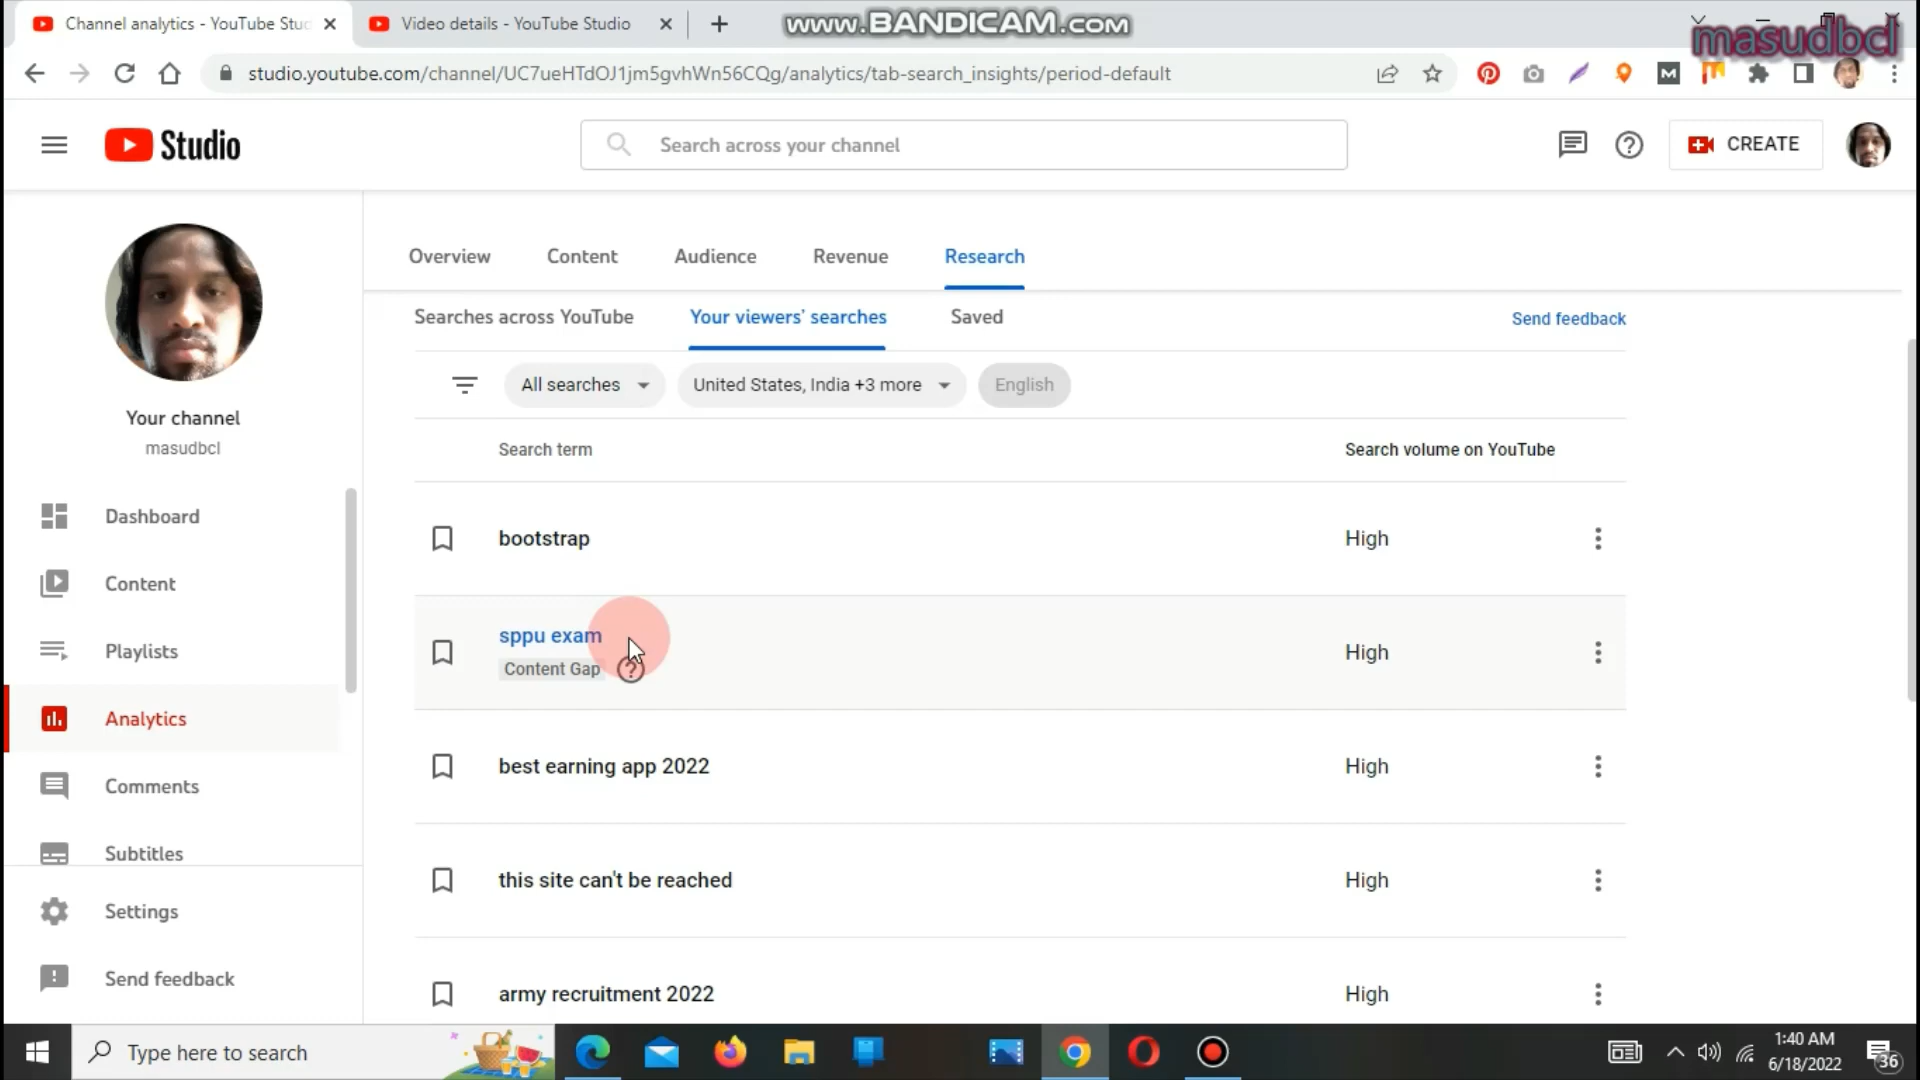 Channel analytics - YouTube Stud
Video details - YouTube Studio
www.BANDICAM.com
masudbcl
studio.youtube.com/channel/UC7ueHTdOJ1jm5gvhWn56CQg/analytics/tab-search_insights/period-default
Studio
Search across your channel
CREATE
Overview
Content
Audience
Revenue
Research
Searches across YouTube
Your viewers' searches
Saved
Send feedback
All searches
United States, India +3 more
English
Search term
Search volume on YouTube
bootstrap
High
sppu exam
Content Gap
High
best earning app 2022
High
this site can't be reached
High
army recruitment 2022
High
Your channel
masudbcl
Dashboard
Content
Playlists
Analytics
Comments
Subtitles
Settings
Send feedback
Type here to search
1:40 AM
6/18/2022
36